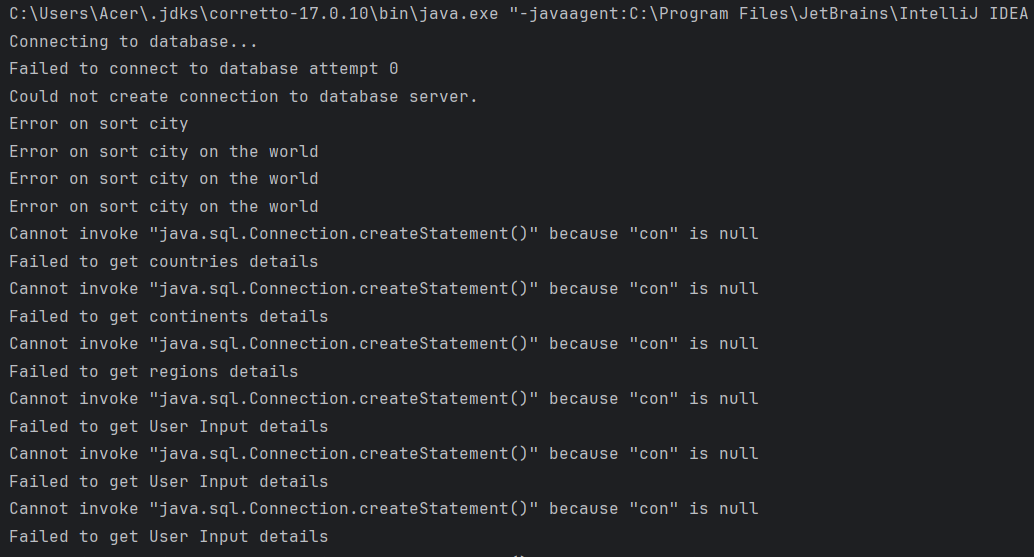 C:\Users\Acer\.jdks\corretto-17.0.10\bin\java.exe "-javaagent:C:\Program Files\JetBrains\IntelliJ IDEA
Connecting to database...
Failed to connect to database attempt 0
Could not create connection to database server.
Error on sort city
Error on sort city on the world
Error on sort city on the world
Error on sort city on the world
Cannot invoke "java.sql.Connection.createStatement()" because "con" is null
Failed to get countries details
Cannot invoke "java.sql.Connection.createStatement()" because "con" is null
Failed to get continents details
Cannot invoke "java.sql.Connection.createStatement()" because "con" is null
Failed to get regions details
Cannot invoke "java.sql.Connection.createStatement()" because "con" is null
Failed to get User Input details
Cannot invoke "java.sql.Connection.createStatement()" because "con" is null
Failed to get User Input details
Cannot invoke "java.sql.Connection.createStatement()" because "con" is null
Failed to get User Input details